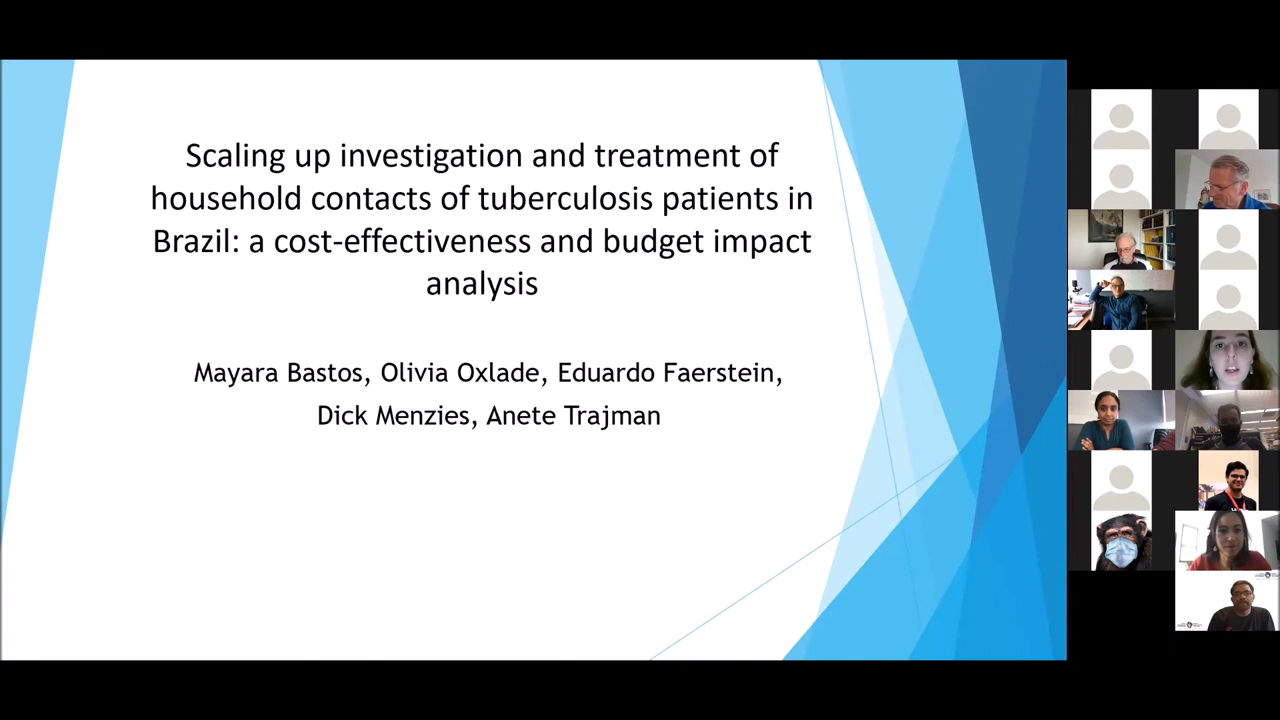 Scaling up investigation and treatment of
household contacts of tuberculosis patients in
Brazil: a cost-effectiveness and budget impact
analysis
Mayara Bastos, Olivia Oxlade, Eduardo Faerstein,
Dick Menzies, Anete Trajman